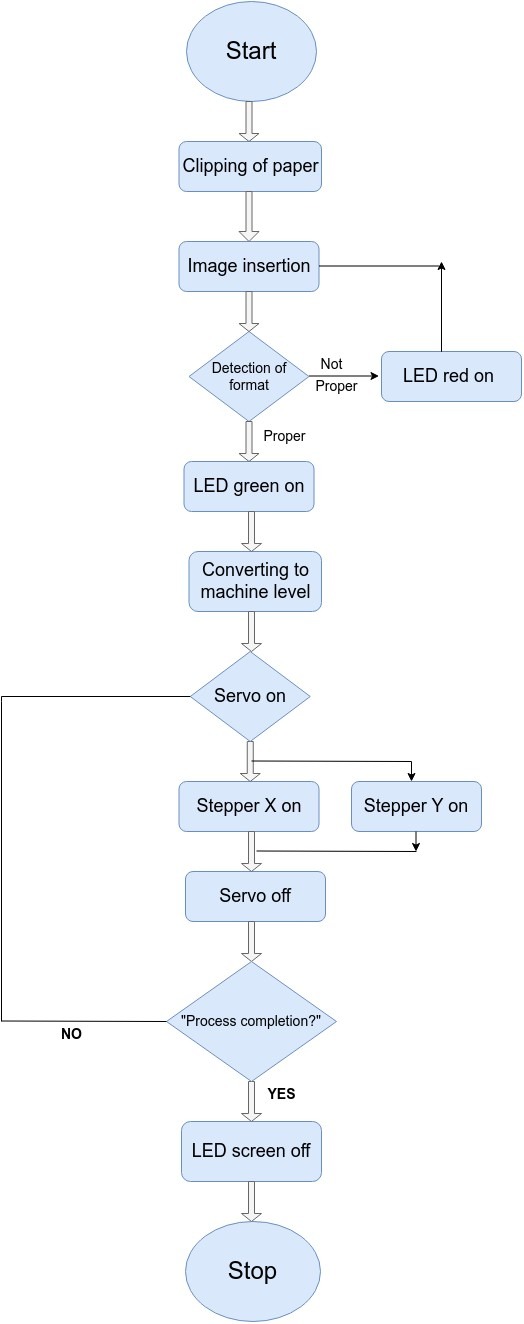 Start
Clipping of paper
Image insertion
Detection of
format
Not
Proper
LED red on
Proper
LED green on
Converting to
machine level
Servo on
Stepper X on
Stepper Y on
Servo off
"Process completion?"
NO
YES
LED screen off
Stop